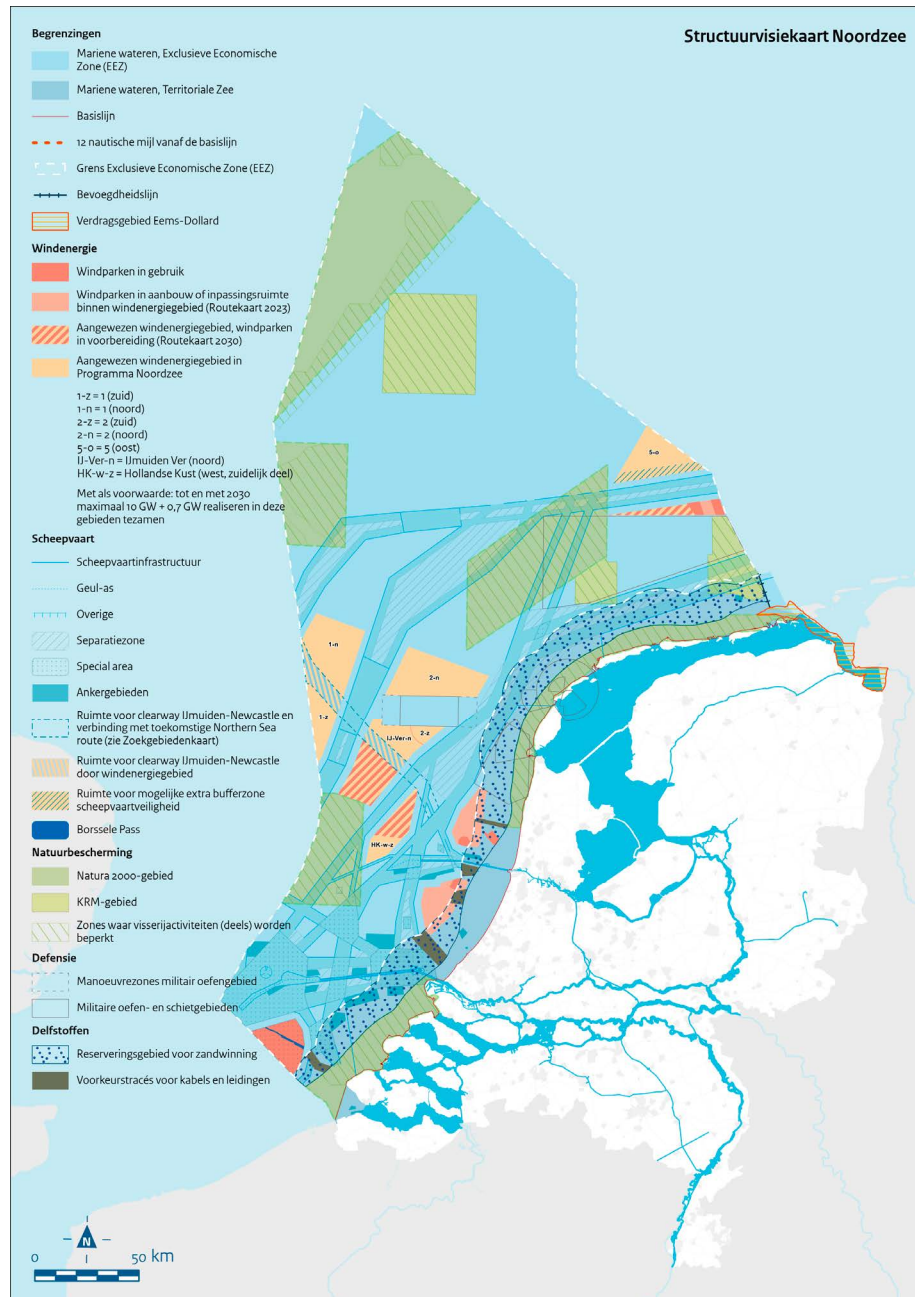 Structuurvisiekaart Noordzee
Begrenzingen
Mariene wateren, Exclusieve Economische
Zone (EEZ)
Mariene wateren, Territoriale Zee
Basislijn
12 nautische mijl vanaf de basislijn
Grens Exclusieve Economische Zone (EEZ)
Bevoegdheidslijn
Verdragsgebied Eems-Dollard
Windenergie
Windparken in gebruik
Windparken in aanbouw of inpassingsruimte
binnen windenergiegebied (Routekaart 2023)
Aangewezen windenergiegebied, windparken
in voorbereiding (Routekaart 2030)
Aangewezen windenergiegebied in
Programma Noordzee
1-z = 1 (zuid)
1-n = 1 (noord)
2-z = 2 (zuid)
2-n = 2 (noord)
5-o = 5 (oost)
IJ-Ver-n = IJmuiden Ver (noord)
HK-w-z = Hollandse Kust (west, zuidelijk deel)
Met als voorwaarde: tot en met 2030
maximaal 10 GW + 0,7 GW realiseren in deze
gebieden tezamen
Scheepvaart
Scheepvaartinfrastructuur
Geul-as
Overige
Separatiezone
Special area
Ankergebieden
Ruimte voor clearway IJmuiden-Newcastle en
verbinding met toekomstige Northern Sea
route (zie Zoekgebiedenkaart)
Ruimte voor clearway IJmuiden-Newcastle
door windenergiegebied
Ruimte voor mogelijke extra bufferzone
scheepvaartveiligheid
Borssele Pass
Natuurbescherming
Natura 2000-gebied
KRM-gebied
Zones waar visserijactiviteiten (deels) worden
beperkt
Defensie
Manoeuvrezones militair oefengebied
Militaire oefen- en schietgebieden
Delfstoffen
Reserveringsgebied voor zandwinning
Voorkeurstracés voor kabels en leidingen
5-o
1-n
2-n
1-z
IJ-Ver-n
2-z
HK-w-z
N
0
50 km